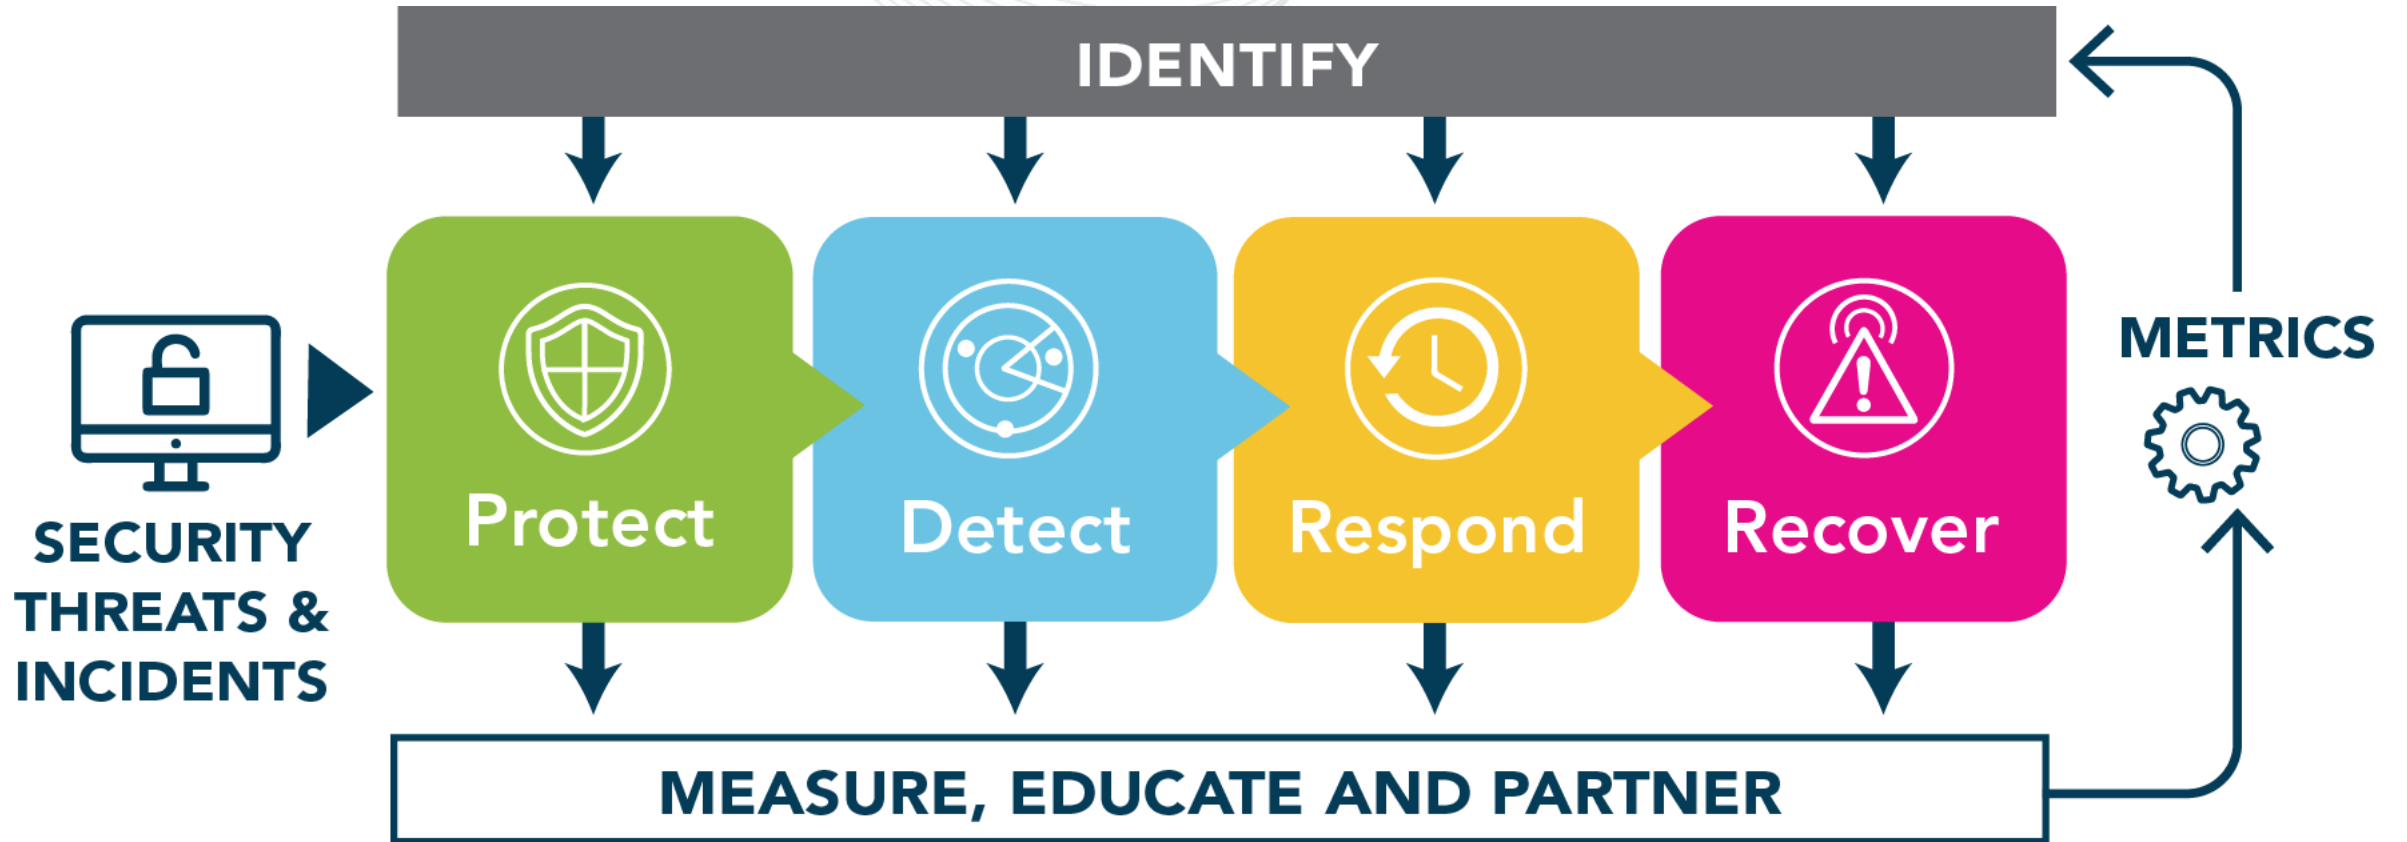 IDENTIFY
Protect
Detect
Respond
Recover
METRICS
SECURITY
THREATS &
INCIDENTS
MEASURE, EDUCATE AND PARTNER